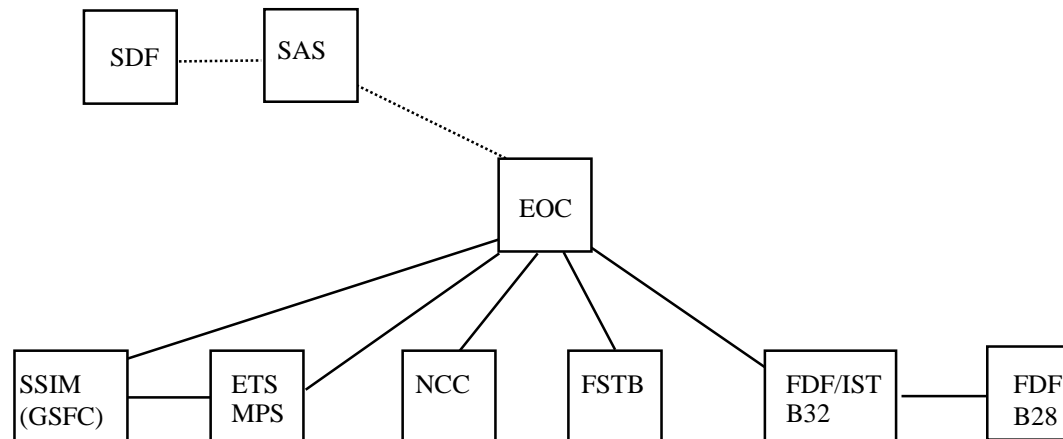 SDF
SAS
EOC
SSIM
(GSFC)
ETS
MPS
NCC
FSTB
FDF/IST
B32
FDF
B28